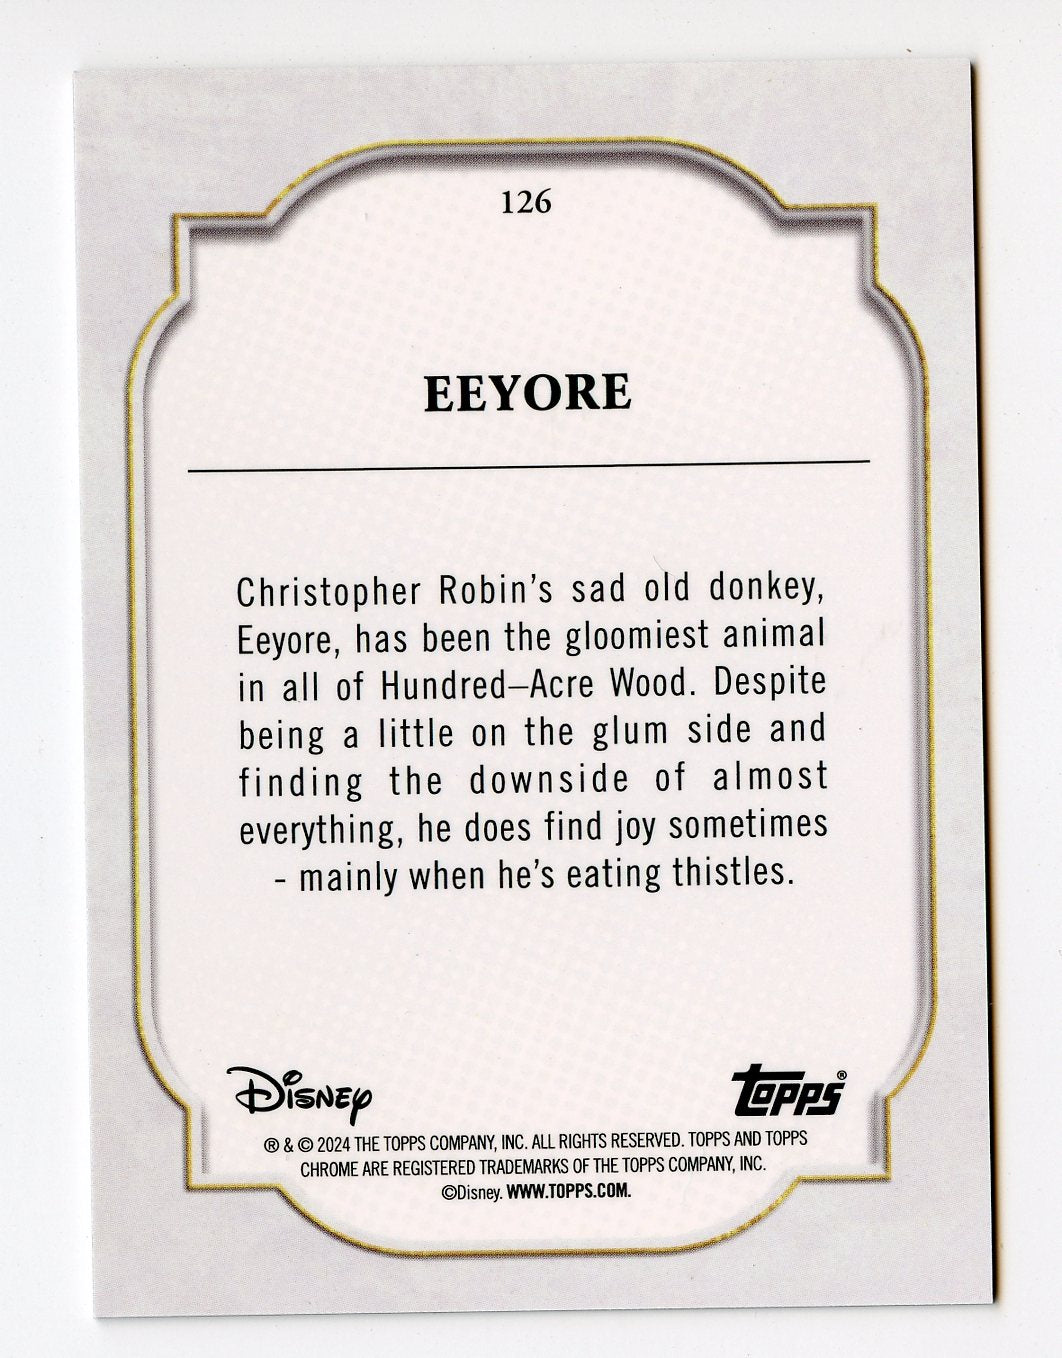 126
EEYORE
Christopher Robin's sad old donkey,
Eeyore, has been the gloomiest animal
in all of Hundred–Acre Wood. Despite
being a little on the glum side and
finding the downside of almost
everything, he does find joy sometimes
- mainly when he's eating thistles.
Disney
topps®
® & © 2024 THE TOPPS COMPANY, INC. ALL RIGHTS RESERVED. TOPPS AND TOPPS
CHROME ARE REGISTERED TRADEMARKS OF THE TOPPS COMPANY, INC.
©Disney. WWW.TOPPS.COM.